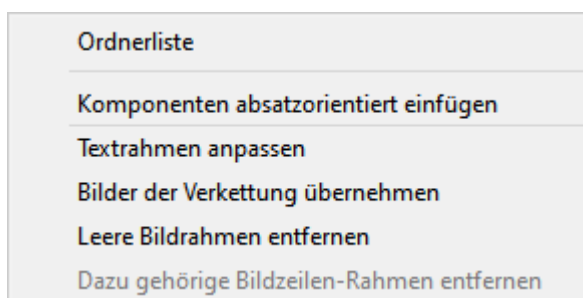 Ordnerliste
Komponenten absatzorientiert einfügen
Textrahmen anpassen
Bilder der Verkettung übernehmen
Leere Bildrahmen entfernen
Dazu gehörige Bildzeilen-Rahmen entfernen